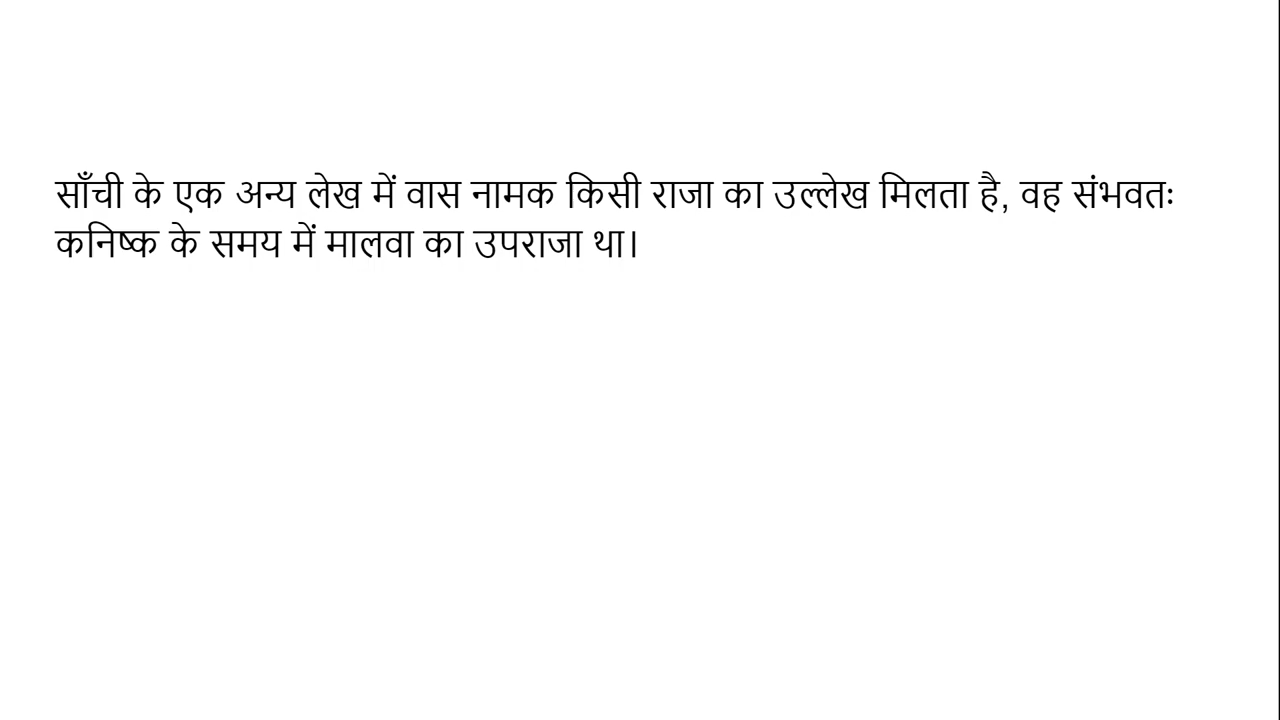 साँची के एक अन्य लेख में वास नामक किसी राजा का उल्लेख मिलता है, वह संभवतः
कनिष्क के समय में मालवा का उपराजा था।